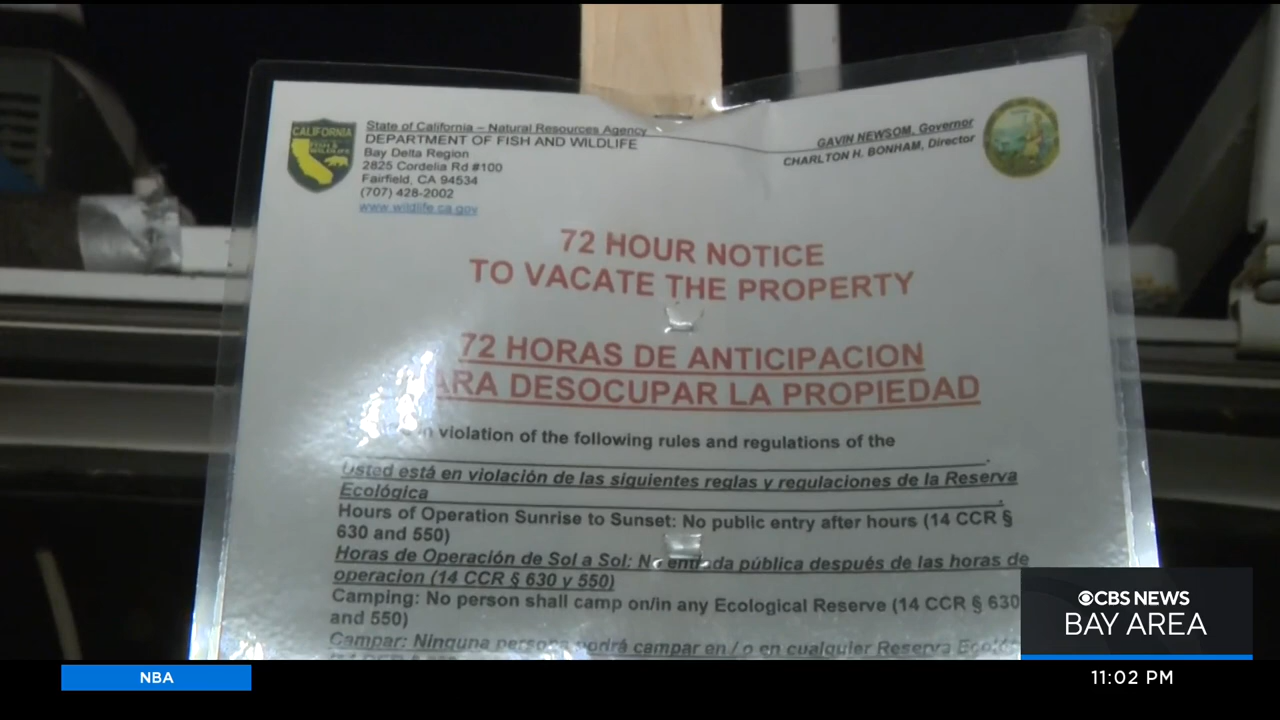 CALIFORNIA
FISH &
WILDLIFE
State of California – Natural Resources Agency
DEPARTMENT OF FISH AND WILDLIFE
Bay Delta Region
2825 Cordelia Rd #100
Fairfield, CA 94534
(707) 428-2002
www.wildlife.ca.gov
GAVIN NEWSOM, Governor
CHARLTON H. BONHAM, Director
72 HOUR NOTICE
TO VACATE THE PROPERTY
72 HORAS DE ANTICIPACION
ARA DESOCUPAR LA PROPIEDAD
in violation of the following rules and regulations of the
Usted está en violación de las siguientes reglas y regulaciones de la Reserva
Ecológica
Hours of Operation Sunrise to Sunset: No public entry after hours (14 CCR §
630 and 550)
Horas de Operación de Sol a Sol: No entrada pública después de las horas de
operacion (14 CCR § 630 y 550)
Camping: No person shall camp on/in any Ecological Reserve (14 CCR § 630
and 550)
Campar: Ninguna persona podrá campar en / o en cualquier Reserva
CBS NEWS
BAY AREA
NBA
11:02 PM